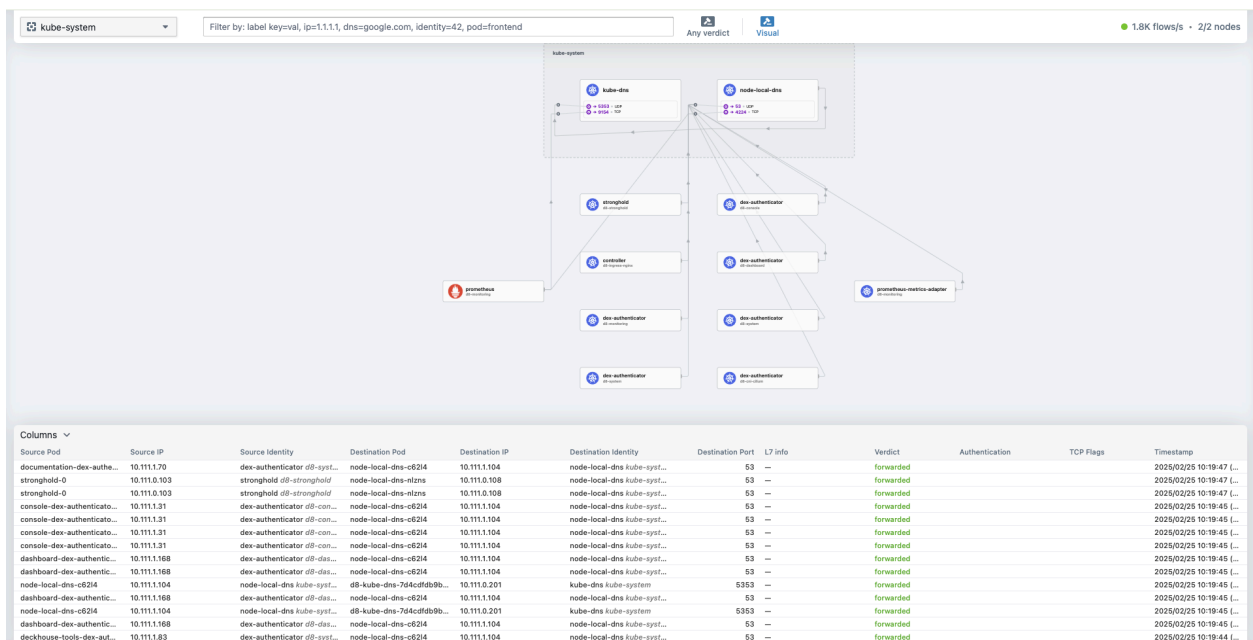 kube-system
Filter by: label key=val, ip=1.1.1.1, dns=google.com, identity=42, pod=frontend
Any verdict
Visual
1.8K flows/s • 2/2 nodes
kube-system
kube-dns
→ 5353 · UDP
→ 9154 · TCP
node-local-dns
→ 53 · UDP
→ 4224 · TCP
stronghold
d8-stronghold
dex-authenticator
d8-console
controller
d8-ingress-nginx
dex-authenticator
d8-dashboard
prometheus
d8-monitoring
prometheus-metrics-adapter
d8-monitoring
dex-authenticator
d8-monitoring
dex-authenticator
d8-system
dex-authenticator
d8-system
dex-authenticator
Columns
Source Pod Source IP Source Identity Destination Pod Destination IP Destination Identity Destination Port L7 info Verdict Authentication TCP Flags Timestamp
documentation-dex-authe... 10.111.1.70 dex-authenticator d8-syst... node-local-dns-c62l4 10.111.1.104 node-local-dns kube-syst... 53 — forwarded 2025/02/25 10:19:47 (...
stronghold-0 10.111.0.103 stronghold d8-stronghold node-local-dns-nlzns 10.111.0.108 node-local-dns kube-syst... 53 — forwarded 2025/02/25 10:19:47 (...
stronghold-0 10.111.0.103 stronghold d8-stronghold node-local-dns-nlzns 10.111.0.108 node-local-dns kube-syst... 53 — forwarded 2025/02/25 10:19:47 (...
console-dex-authenticato... 10.111.1.31 dex-authenticator d8-con... node-local-dns-c62l4 10.111.1.104 node-local-dns kube-syst... 53 — forwarded 2025/02/25 10:19:45 (...
console-dex-authenticato... 10.111.1.31 dex-authenticator d8-con... node-local-dns-c62l4 10.111.1.104 node-local-dns kube-syst... 53 — forwarded 2025/02/25 10:19:45 (...
console-dex-authenticato... 10.111.1.31 dex-authenticator d8-con... node-local-dns-c62l4 10.111.1.104 node-local-dns kube-syst... 53 — forwarded 2025/02/25 10:19:45 (...
console-dex-authenticato... 10.111.1.31 dex-authenticator d8-con... node-local-dns-c62l4 10.111.1.104 node-local-dns kube-syst... 53 — forwarded 2025/02/25 10:19:45 (...
dashboard-dex-authentic... 10.111.1.168 dex-authenticator d8-das... node-local-dns-c62l4 10.111.1.104 node-local-dns kube-syst... 53 — forwarded 2025/02/25 10:19:45 (...
dashboard-dex-authentic... 10.111.1.168 dex-authenticator d8-das... node-local-dns-c62l4 10.111.1.104 node-local-dns kube-syst... 53 — forwarded 2025/02/25 10:19:45 (...
node-local-dns-c62l4 10.111.1.104 node-local-dns kube-syst... d8-kube-dns-7d4cdfdb9b... 10.111.0.201 kube-dns kube-system 5353 — forwarded 2025/02/25 10:19:45 (...
dashboard-dex-authentic... 10.111.1.168 dex-authenticator d8-das... node-local-dns-c62l4 10.111.1.104 node-local-dns kube-syst... 53 — forwarded 2025/02/25 10:19:45 (...
node-local-dns-c62l4 10.111.1.104 node-local-dns kube-syst... d8-kube-dns-7d4cdfdb9b... 10.111.0.201 kube-dns kube-system 5353 — forwarded 2025/02/25 10:19:45 (...
dashboard-dex-authentic... 10.111.1.168 dex-authenticator d8-das... node-local-dns-c62l4 10.111.1.104 node-local-dns kube-syst... 53 — forwarded 2025/02/25 10:19:45 (...
deckhouse-tools-dex-aut... 10.111.1.83 dex-authenticator d8-syst... node-local-dns-c62l4 10.111.1.104 node-local-dns kube-syst... 53 — forwarded 2025/02/25 10:19:44 (...